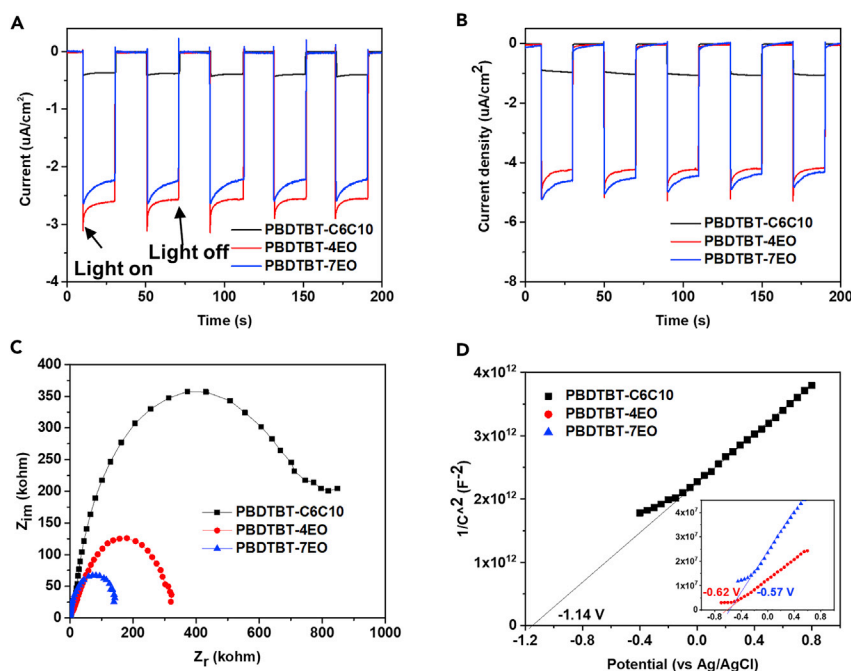 A
Current (uA/cm²)
0
-1
-2
-3
-4
0 50 100 150 200
Time (s)
PBDTBT-C6C10
PBDTBT-4EO
PBDTBT-7EO
Light on
Light off
B
Current density (uA/cm²)
0
-2
-4
-6
-8
0 50 100 150 200
Time (s)
PBDTBT-C6C10
PBDTBT-4EO
PBDTBT-7EO
C
Zim (kohm)
400
350
300
250
200
150
100
50
0
0 200 400 600 800 1000
Zr (kohm)
PBDTBT-C6C10
PBDTBT-4EO
PBDTBT-7EO
D
1/C^2 (F-2)
4x10¹²
3x10¹²
2x10¹²
1x10¹²
0
-1.2 -0.8 -0.4 0.0 0.4 0.8
Potential (vs Ag/AgCl)
PBDTBT-C6C10
PBDTBT-4EO
PBDTBT-7EO
-1.14 V
4x10⁷
3x10⁷
2x10⁷
1x10⁷
0
-0.8 -0.4 0.0 0.4 0.8
-0.62 V
-0.57 V